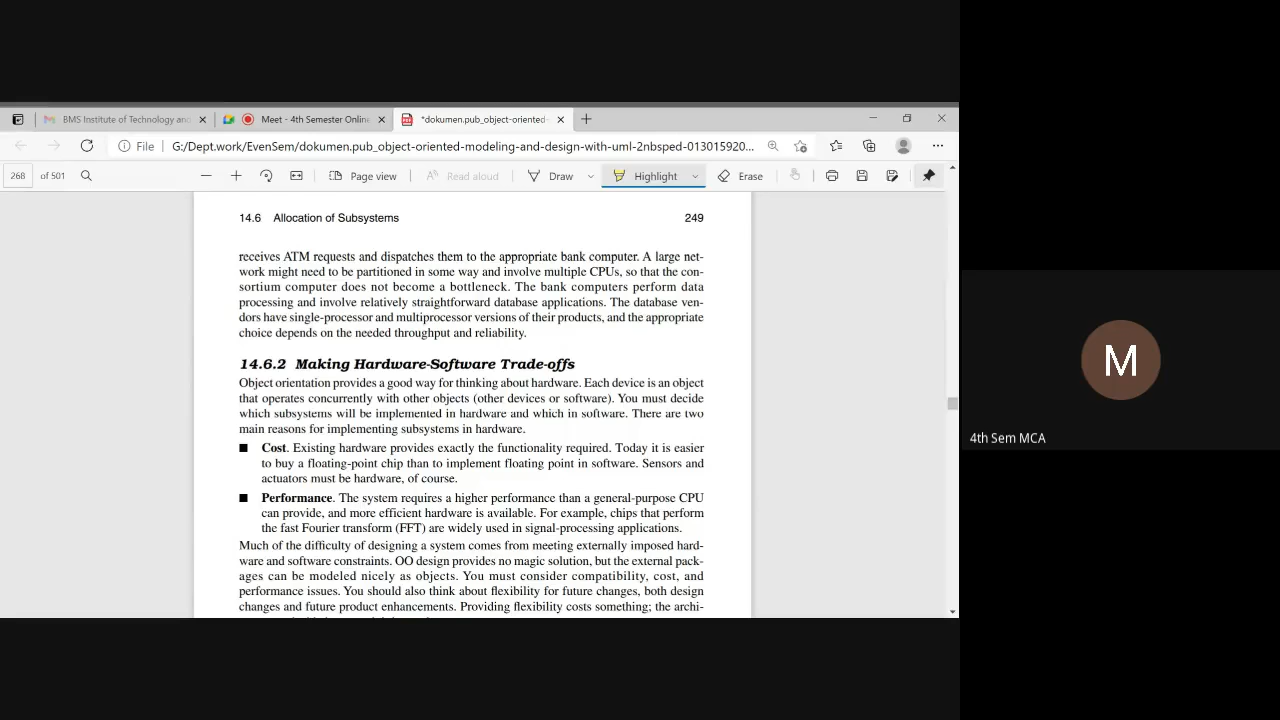 BMS Institute of Technology and
Meet - 4th Semester Online
*dokumen.pub_object-oriented-
File
G:/Dept.work/EvenSem/dokumen.pub_object-oriented-modeling-and-design-with-uml-2nbsped-013015920...
268 of 501
Page view
Read aloud
Draw
Highlight
Erase
14.6 Allocation of Subsystems 249
receives ATM requests and dispatches them to the appropriate bank computer. A large net-
work might need to be partitioned in some way and involve multiple CPUs, so that the con-
sortium computer does not become a bottleneck. The bank computers perform data
processing and involve relatively straightforward database applications. The database ven-
dors have single-processor and multiprocessor versions of their products, and the appropriate
choice depends on the needed throughput and reliability.
14.6.2 Making Hardware-Software Trade-offs
Object orientation provides a good way for thinking about hardware. Each device is an object
that operates concurrently with other objects (other devices or software). You must decide
which subsystems will be implemented in hardware and which in software. There are two
main reasons for implementing subsystems in hardware.
■ Cost. Existing hardware provides exactly the functionality required. Today it is easier
to buy a floating-point chip than to implement floating point in software. Sensors and
actuators must be hardware, of course.
■ Performance. The system requires a higher performance than a general-purpose CPU
can provide, and more efficient hardware is available. For example, chips that perform
the fast Fourier transform (FFT) are widely used in signal-processing applications.
Much of the difficulty of designing a system comes from meeting externally imposed hard-
ware and software constraints. OO design provides no magic solution, but the external pack-
ages can be modeled nicely as objects. You must consider compatibility, cost, and
performance issues. You should also think about flexibility for future changes, both design
changes and future product enhancements. Providing flexibility costs something; the archi-
M
4th Sem MCA